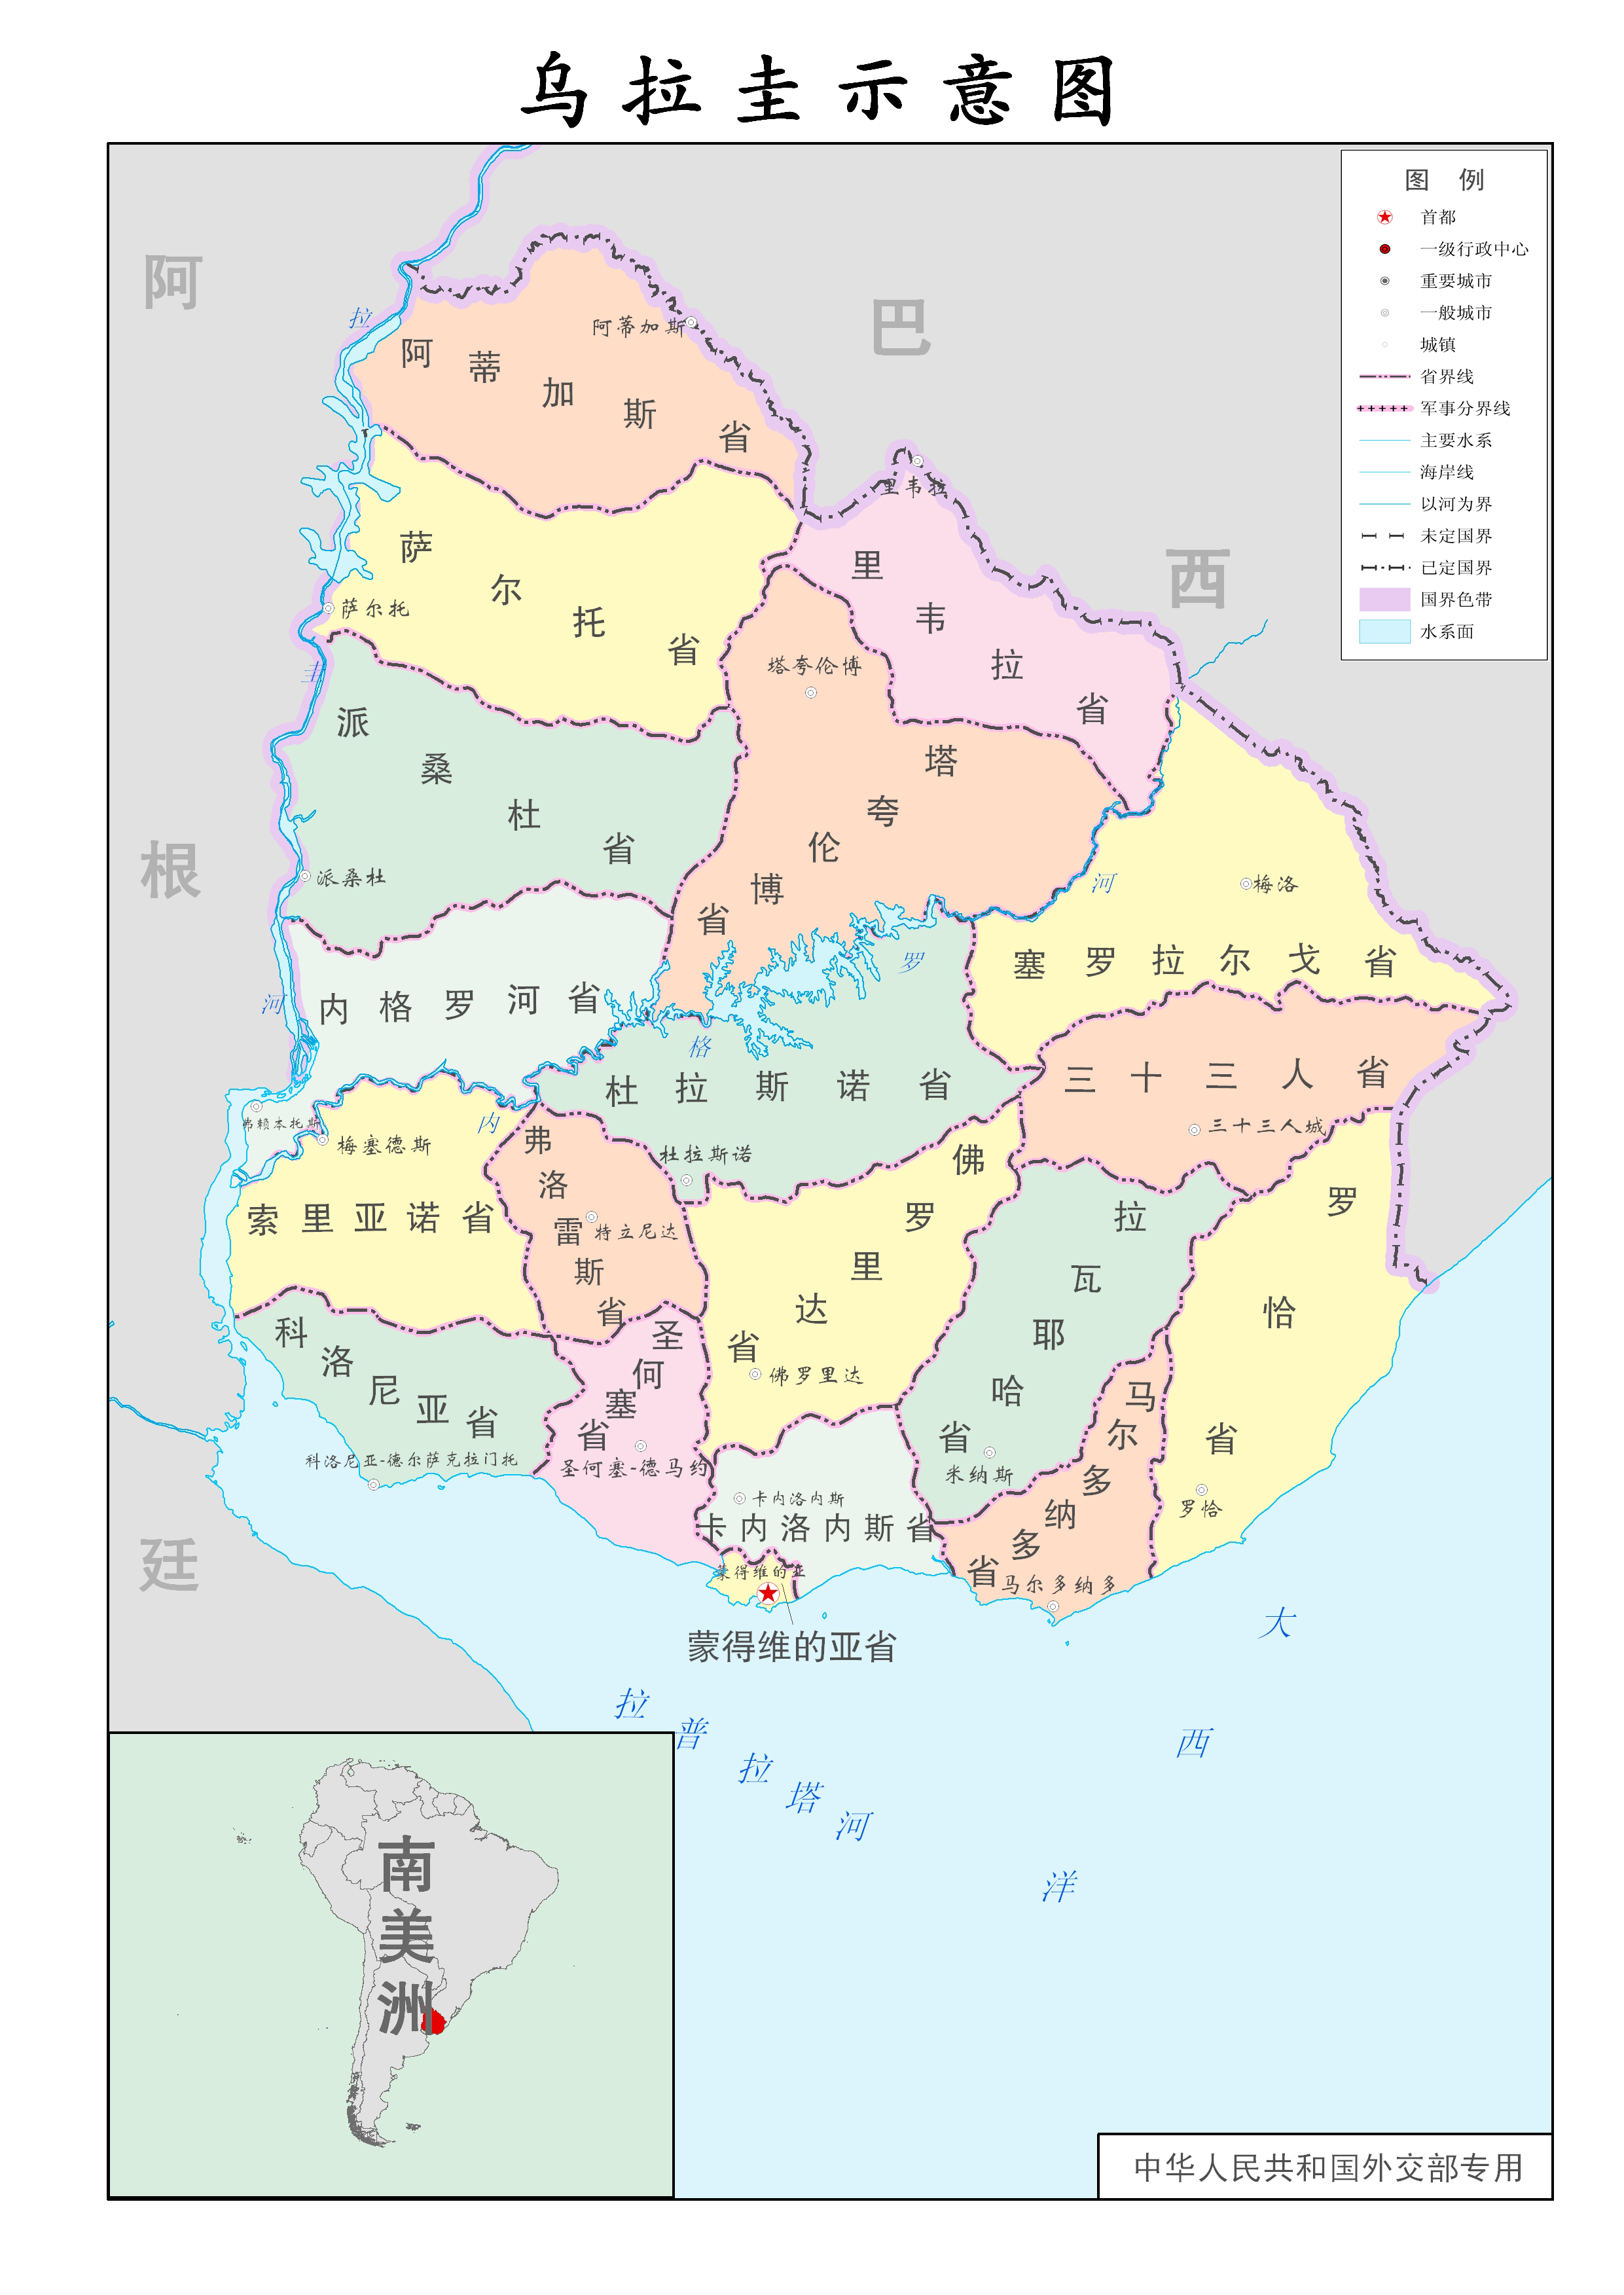 乌拉圭示意图
图 例
首都
一级行政中心
重要城市
一般城市
城镇
省界线
军事分界线
主要水系
海岸线
以河为界
未定国界
已定国界
国界色带
水系面
阿根廷
巴西
拉圭河
阿蒂加斯
阿蒂加斯省
里韦拉
里韦拉省
萨尔托省
萨尔托
塔夸伦博
塔夸伦博省
派桑杜省
派桑杜
梅洛
塞罗拉尔戈省
内格罗河
内格罗河省
弗赖本托斯
杜拉斯诺省
杜拉斯诺
三十三人省
三十三人城
梅塞德斯
索里亚诺省
弗洛雷斯省
特立尼达
佛罗里达省
佛罗里达
拉瓦耶哈省
米纳斯
罗恰省
罗恰
科洛尼亚省
科洛尼亚-德尔萨克拉门托
圣何塞省
圣何塞-德马约
卡内洛内斯
卡内洛内斯省
马尔多纳多省
马尔多纳多
蒙得维的亚
蒙得维的亚省
拉普拉塔河
大西洋
南美洲
中华人民共和国外交部专用